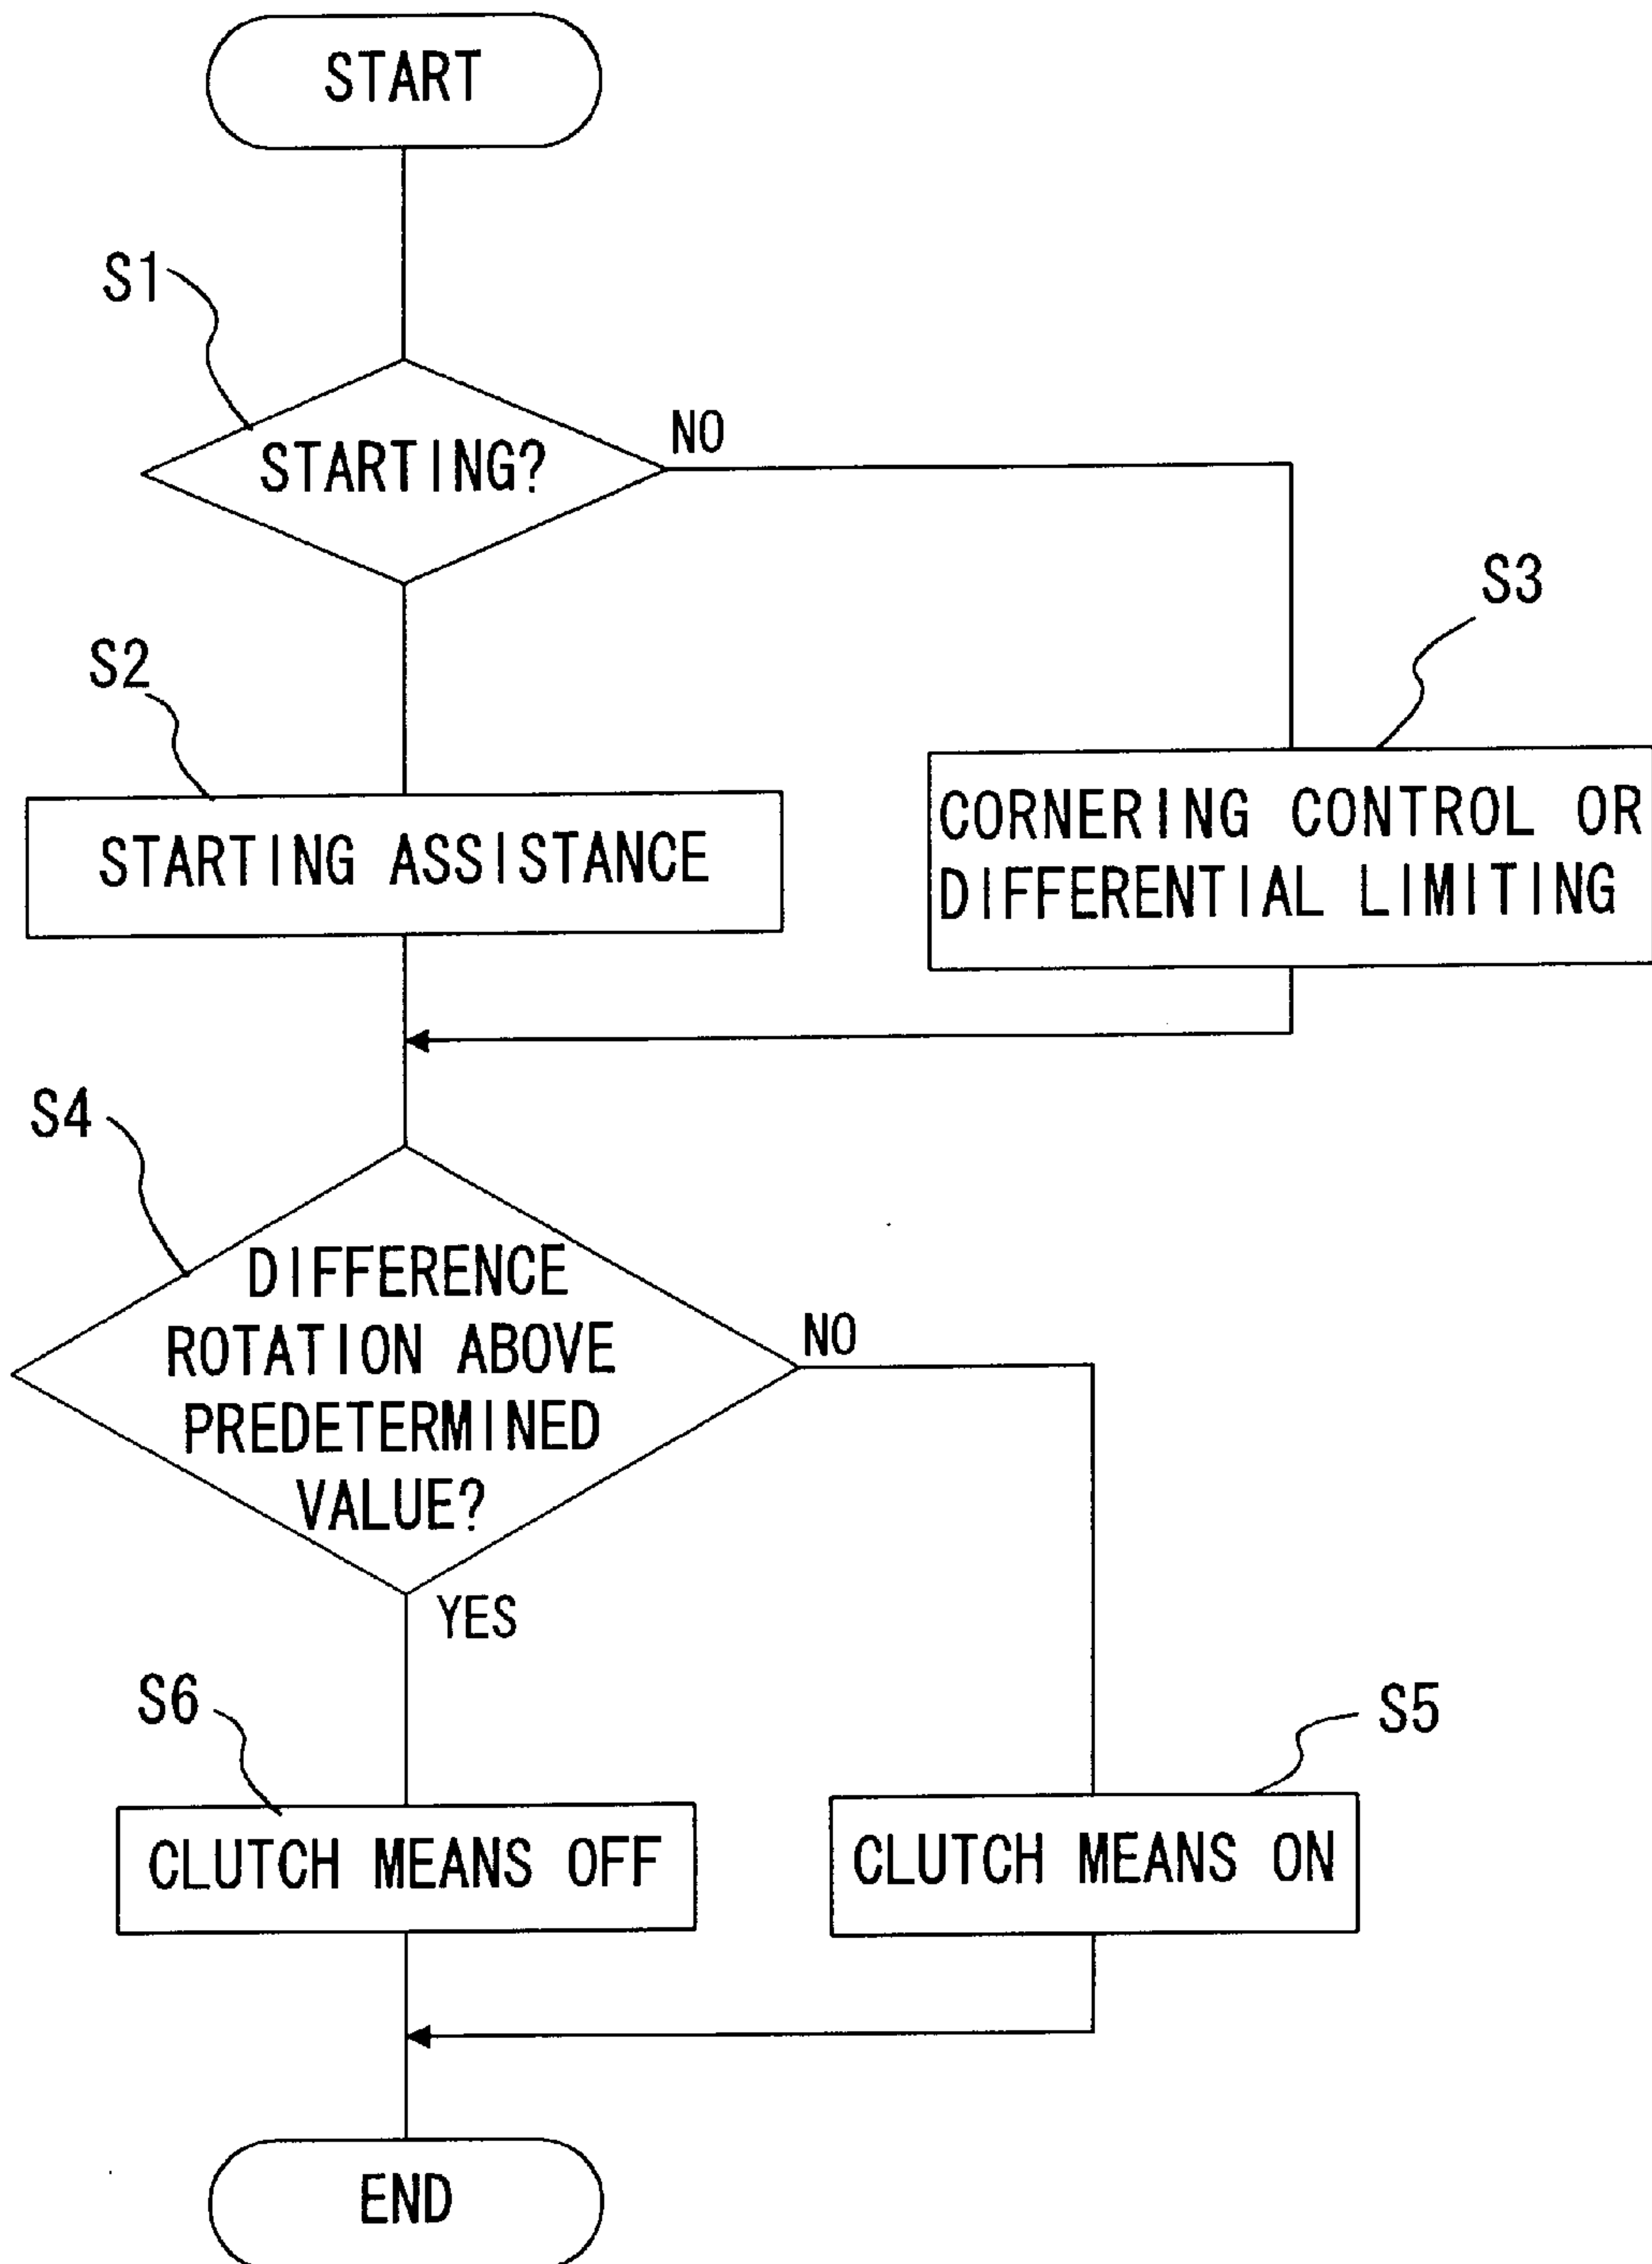 START
S1
STARTING?
NO
S2
STARTING ASSISTANCE
S3
CORNERING CONTROL OR
DIFFERENTIAL LIMITING
S4
DIFFERENCE
ROTATION ABOVE
PREDETERMINED
VALUE?
NO
YES
S6
CLUTCH MEANS OFF
S5
CLUTCH MEANS ON
END